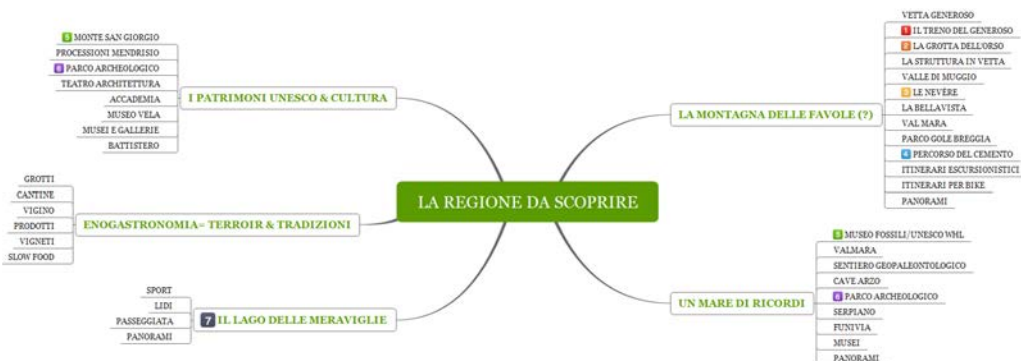 LA REGIONE DA SCOPRIRE
I PATRIMONI UNESCO & CULTURA
5 MONTE SAN GIORGIO
PROCESSIONI MENDRISIO
6 PARCO ARCHEOLOGICO
TEATRO ARCHITETTURA
ACCADEMIA
MUSEO VELA
MUSEI E GALLERIE
BATTISTERO
ENOGASTRONOMIA= TERROIR & TRADIZIONI
GROTTI
CANTINE
VIGINO
PRODOTTI
VIGNETI
SLOW FOOD
7 IL LAGO DELLE MERAVIGLIE
SPORT
LIDI
PASSEGGIATA
PANORAMI
LA MONTAGNA DELLE FAVOLE (?)
VETTA GENEROSO
1 IL TRENO DEL GENEROSO
2 LA GROTTA DELL'ORSO
LA STRUTTURA IN VETTA
VALLE DI MUGGIO
3 LE NEVÈRE
LA BELLAVISTA
VAL MARA
PARCO GOLE BREGGIA
4 PERCORSO DEL CEMENTO
ITINERARI ESCURSIONISTICI
ITINERARI PER BIKE
PANORAMI
UN MARE DI RICORDI
5 MUSEO FOSSILI/UNESCO WHL
VALMARA
SENTIERO GEOPALEONTOLOGICO
CAVE ARZO
6 PARCO ARCHEOLOGICO
SERPIANO
FUNIVIA
MUSEI
PANORAMI